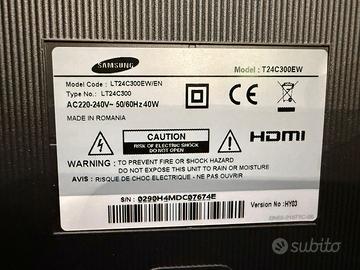 SAMSUNG
Model : T24C300EW
Model Code : LT24C300EW/EN
Type No. : LT24C300
AC220-240V~ 50/60Hz 40W
MADE IN ROMANIA
CAUTION
RISK OF ELECTRIC SHOCK
DO NOT OPEN
HDMI
WARNING : TO PREVENT FIRE OR SHOCK HAZARD
DO NOT EXPOSE THIS UNIT TO RAIN OR MOISTURE
AVIS : RISQUE DE CHOC ELECTRIQUE - NE PAS OUVRIR
S/N : 0290H4MDC07674E
Version No : HY03
subito